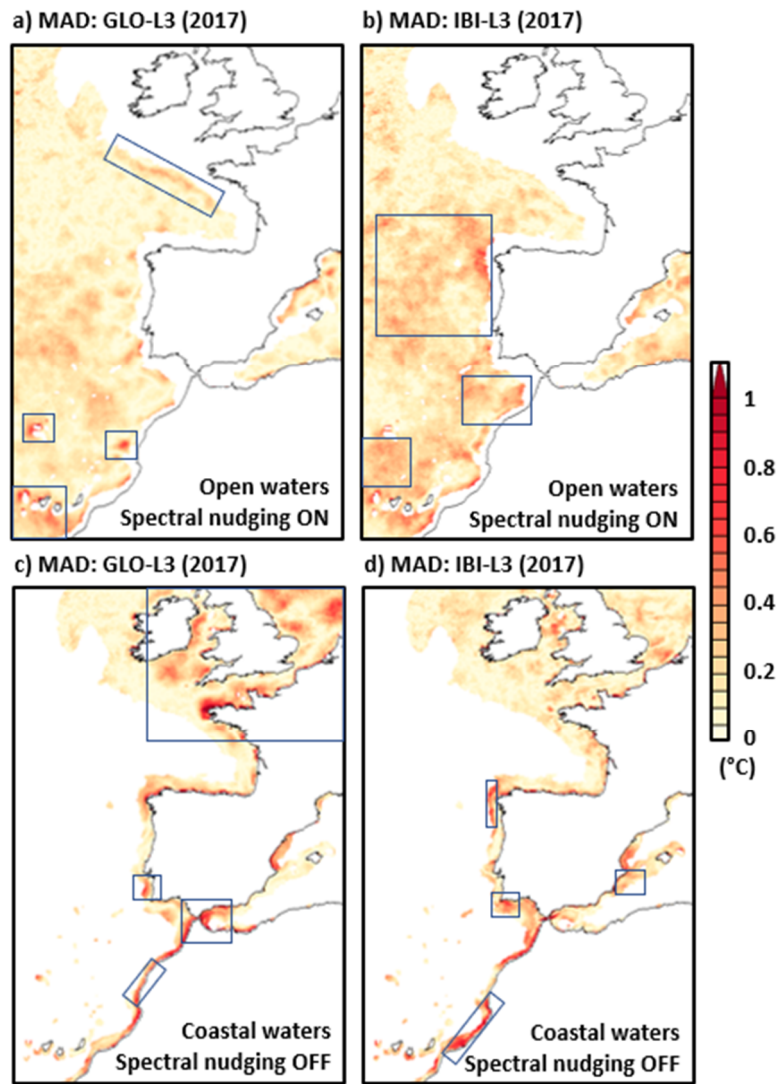 a) MAD: GLO-L3 (2017)
b) MAD: IBI-L3 (2017)
Open waters
Spectral nudging ON
Open waters
Spectral nudging ON
c) MAD: GLO-L3 (2017)
d) MAD: IBI-L3 (2017)
Coastal waters
Spectral nudging OFF
Coastal waters
Spectral nudging OFF
1
0.8
0.6
0.4
0.2
0
(°C)